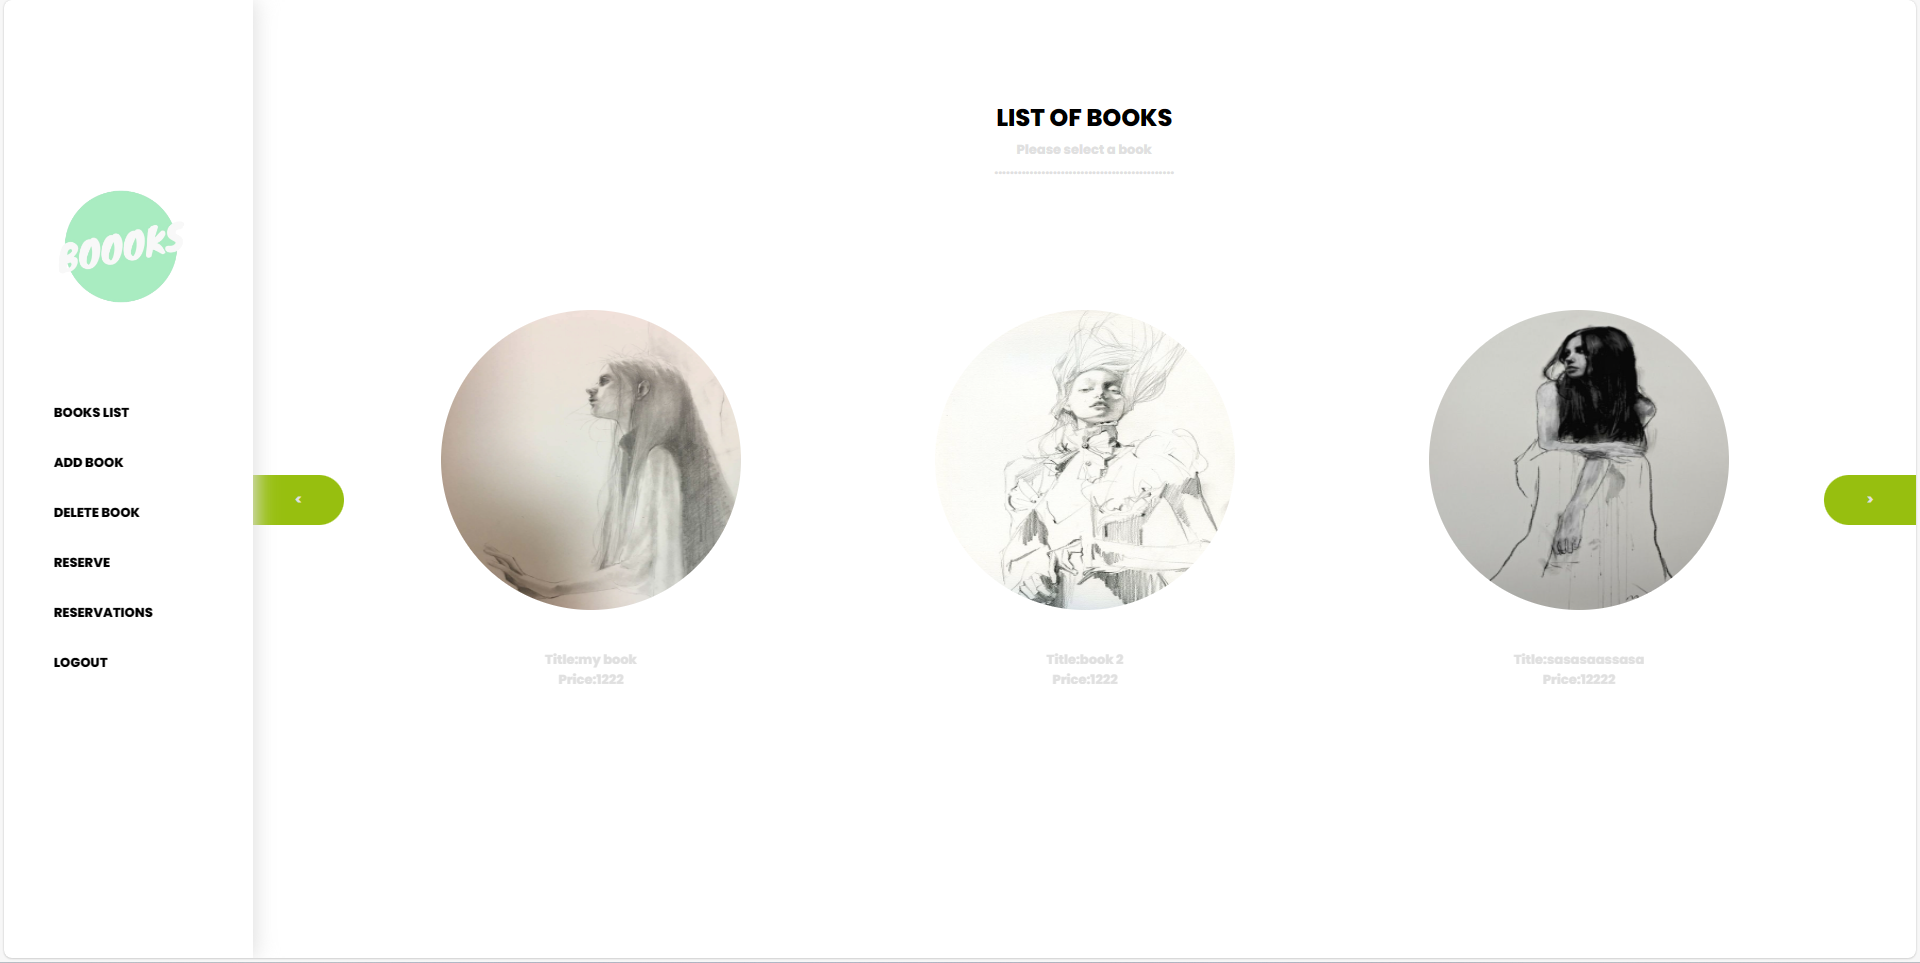 BOOOKS
BOOKS LIST
ADD BOOK
DELETE BOOK
RESERVE
RESERVATIONS
LOGOUT
LIST OF BOOKS
Please select a book
<
>
Title:my book
Price:1222
Title:book 2
Price:1222
Title:sasasaassasa
Price:12222